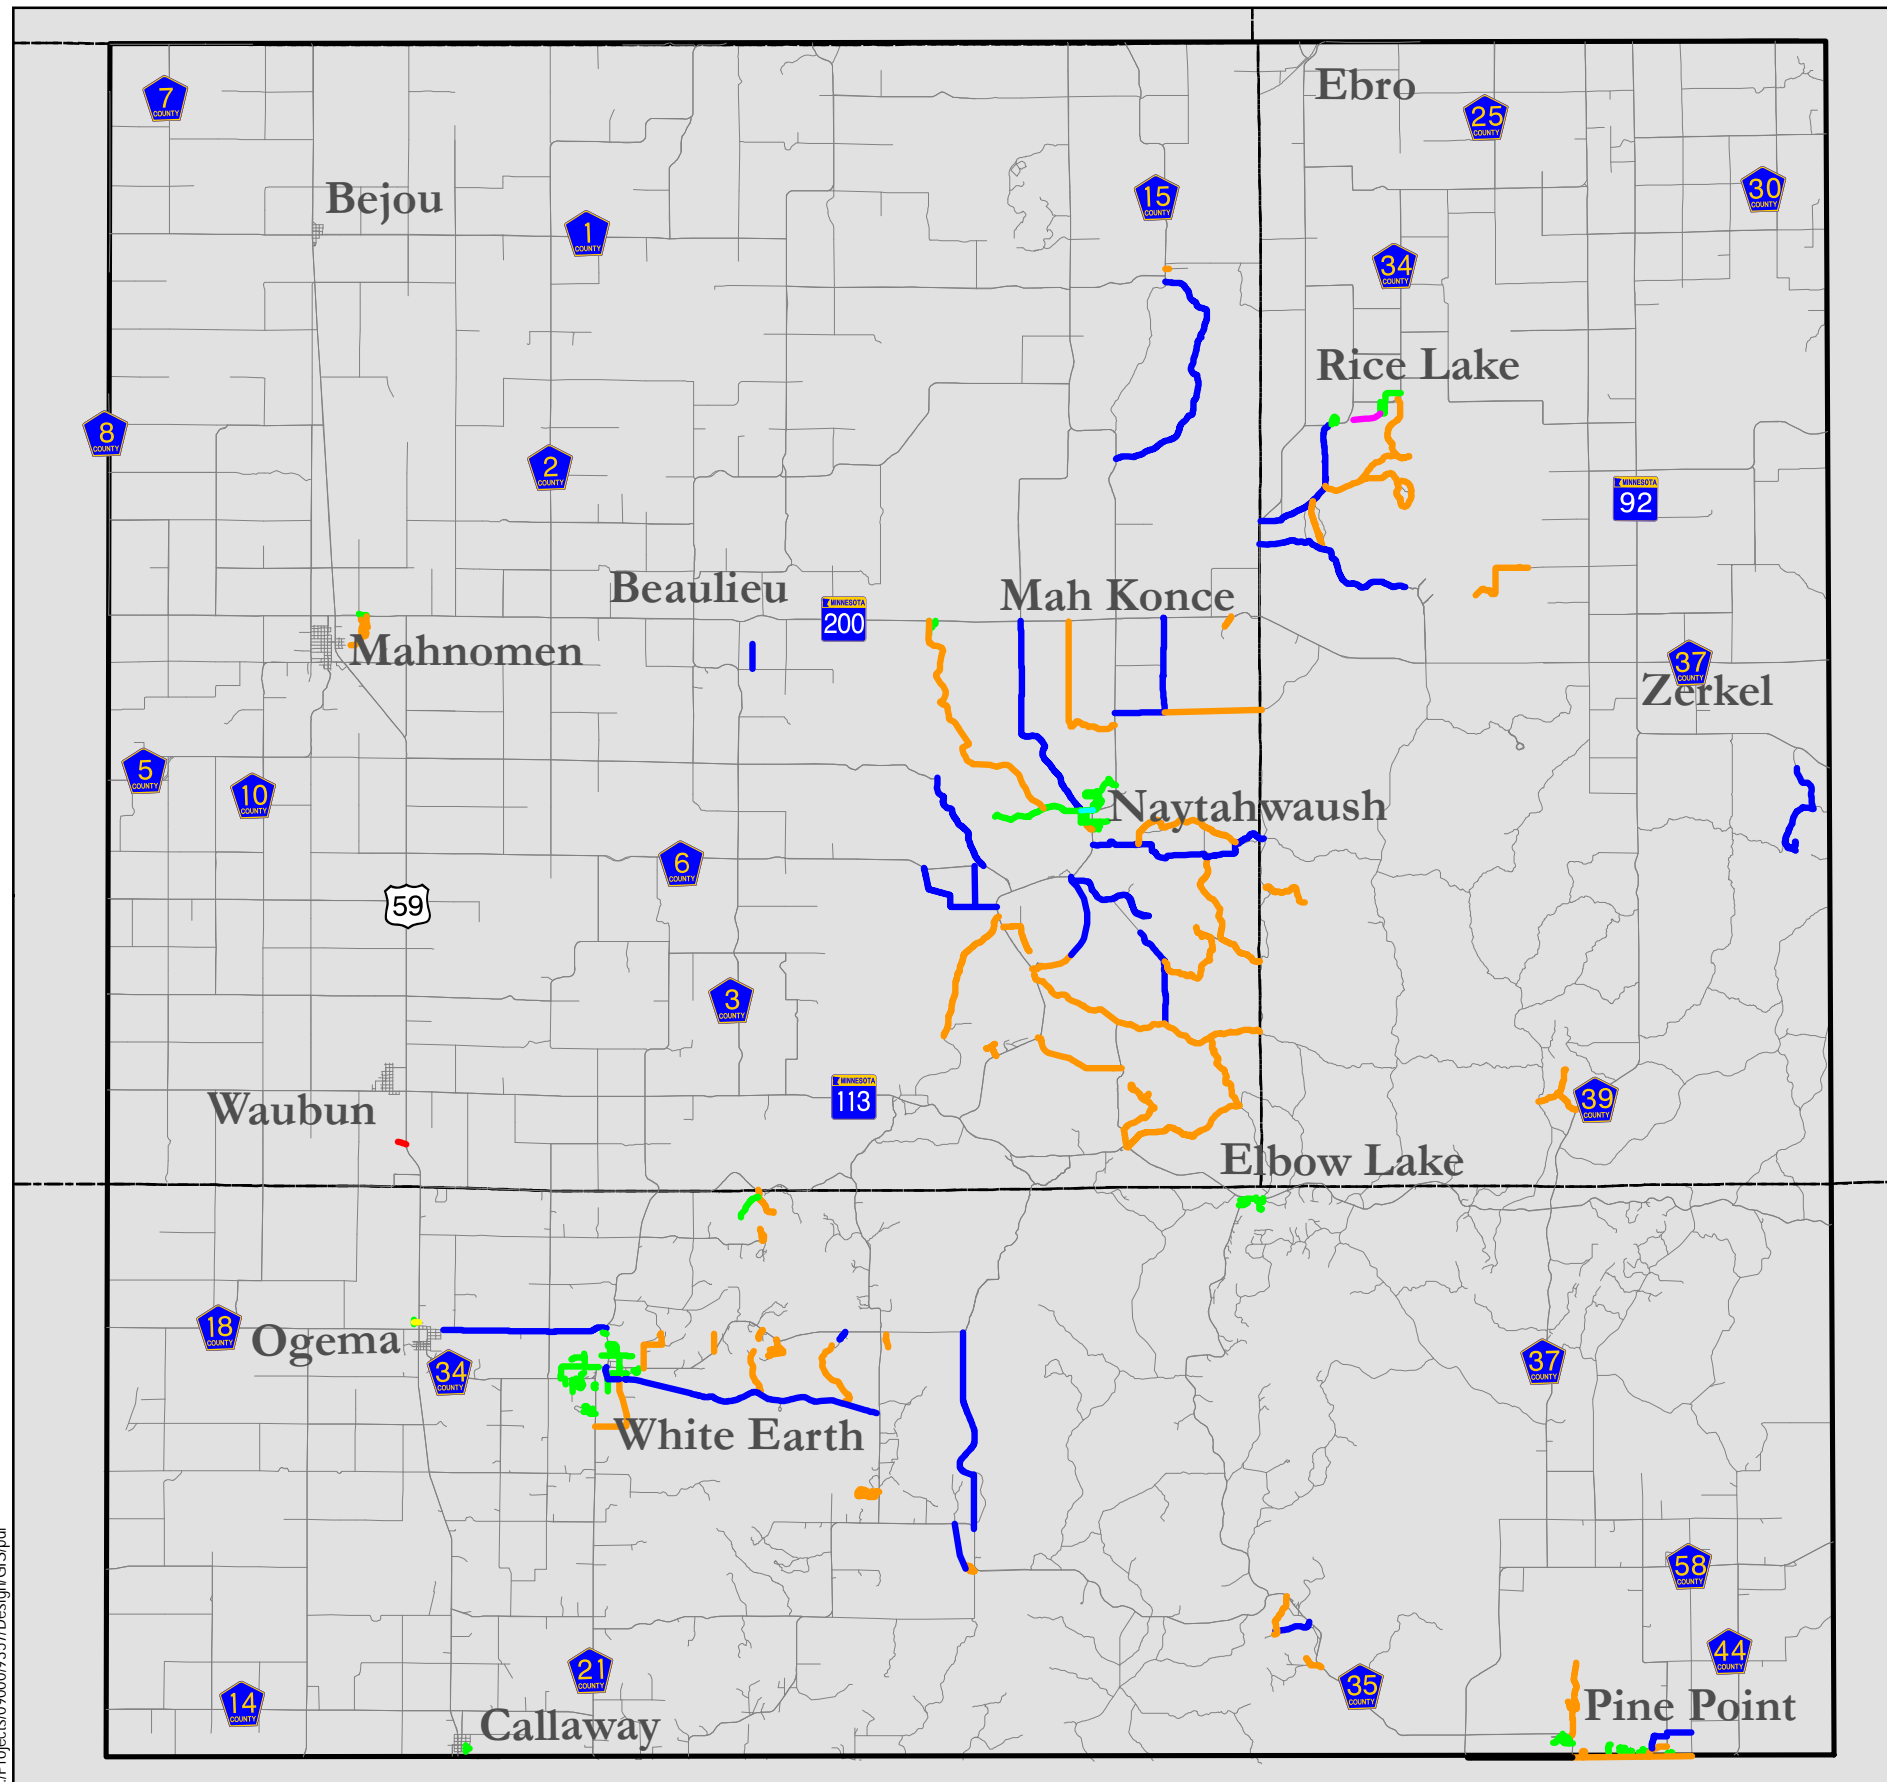 7
COUNTY
Ebro
25
COUNTY
Bejou
15
COUNTY
30
COUNTY
1
COUNTY
34
COUNTY
Rice Lake
8
COUNTY
2
COUNTY
MINNESOTA
92
Beaulieu
MINNESOTA
200
Mah Konce
Mahnomen
37
COUNTY
Zerkel
5
COUNTY
10
COUNTY
Naytahwaush
6
COUNTY
59
3
COUNTY
MINNESOTA
113
Waubun
39
COUNTY
Elbow Lake
18
COUNTY
Ogema
34
COUNTY
37
COUNTY
White Earth
58
COUNTY
21
COUNTY
44
COUNTY
35
COUNTY
14
COUNTY
Pine Point
Callaway